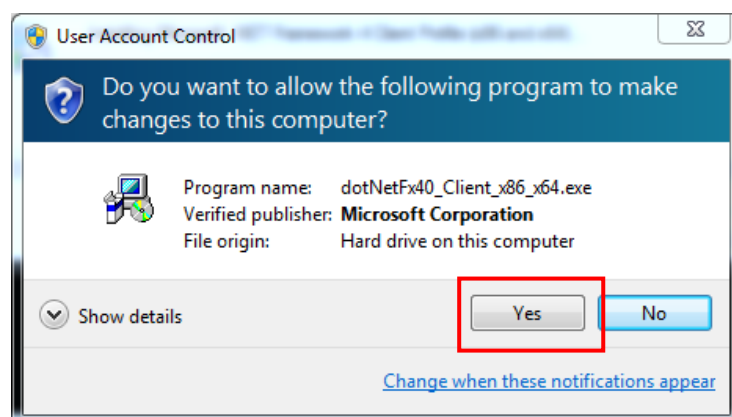 User Account Control
Do you want to allow the following program to make
changes to this computer?
Program name: dotNetFx40_Client_x86_x64.exe
Verified publisher: Microsoft Corporation
File origin: Hard drive on this computer
Show details
Yes
No
Change when these notifications appear